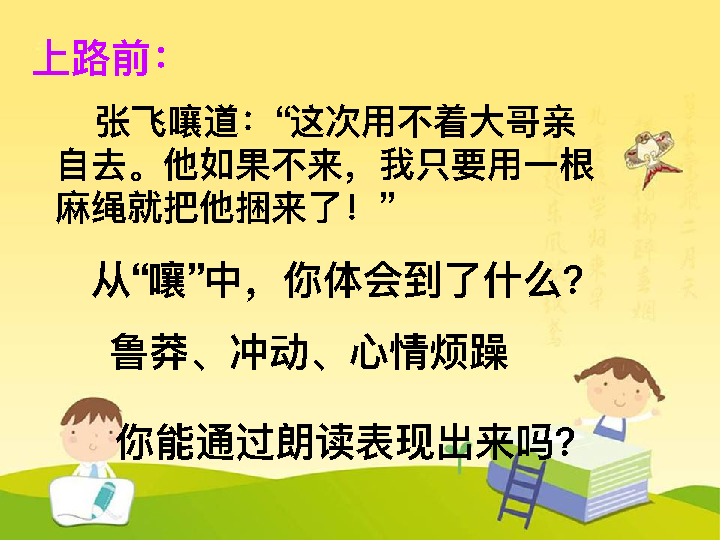 上路前：
张飞嚷道：“这次用不着大哥亲
自去。他如果不来，我只要用一根
麻绳就把他捆来了！”
从“嚷”中，你体会到了什么？
鲁莽、冲动、心情烦躁
你能通过朗读表现出来吗？